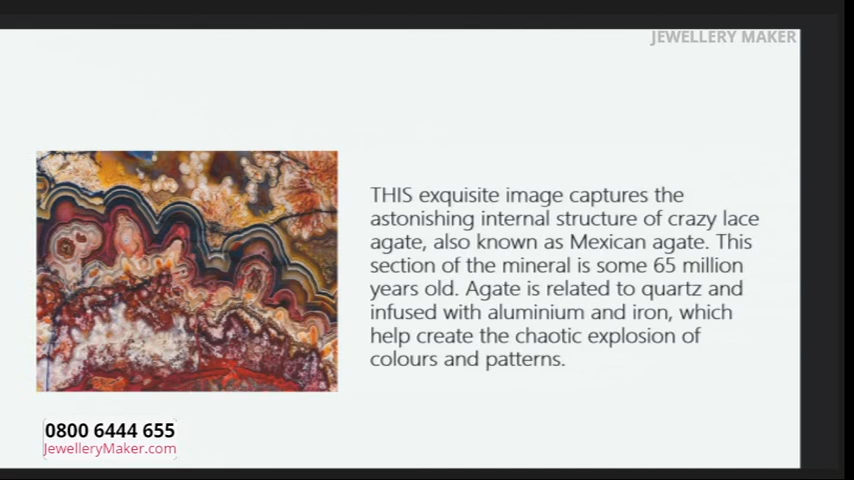 JEWELLERY MAKER
THIS exquisite image captures the
astonishing internal structure of crazy lace
agate, also known as Mexican agate. This
section of the mineral is some 65 million
years old. Agate is related to quartz and
infused with aluminium and iron, which
help create the chaotic explosion of
colours and patterns.
0800 6444 655
JewelleryMaker.com